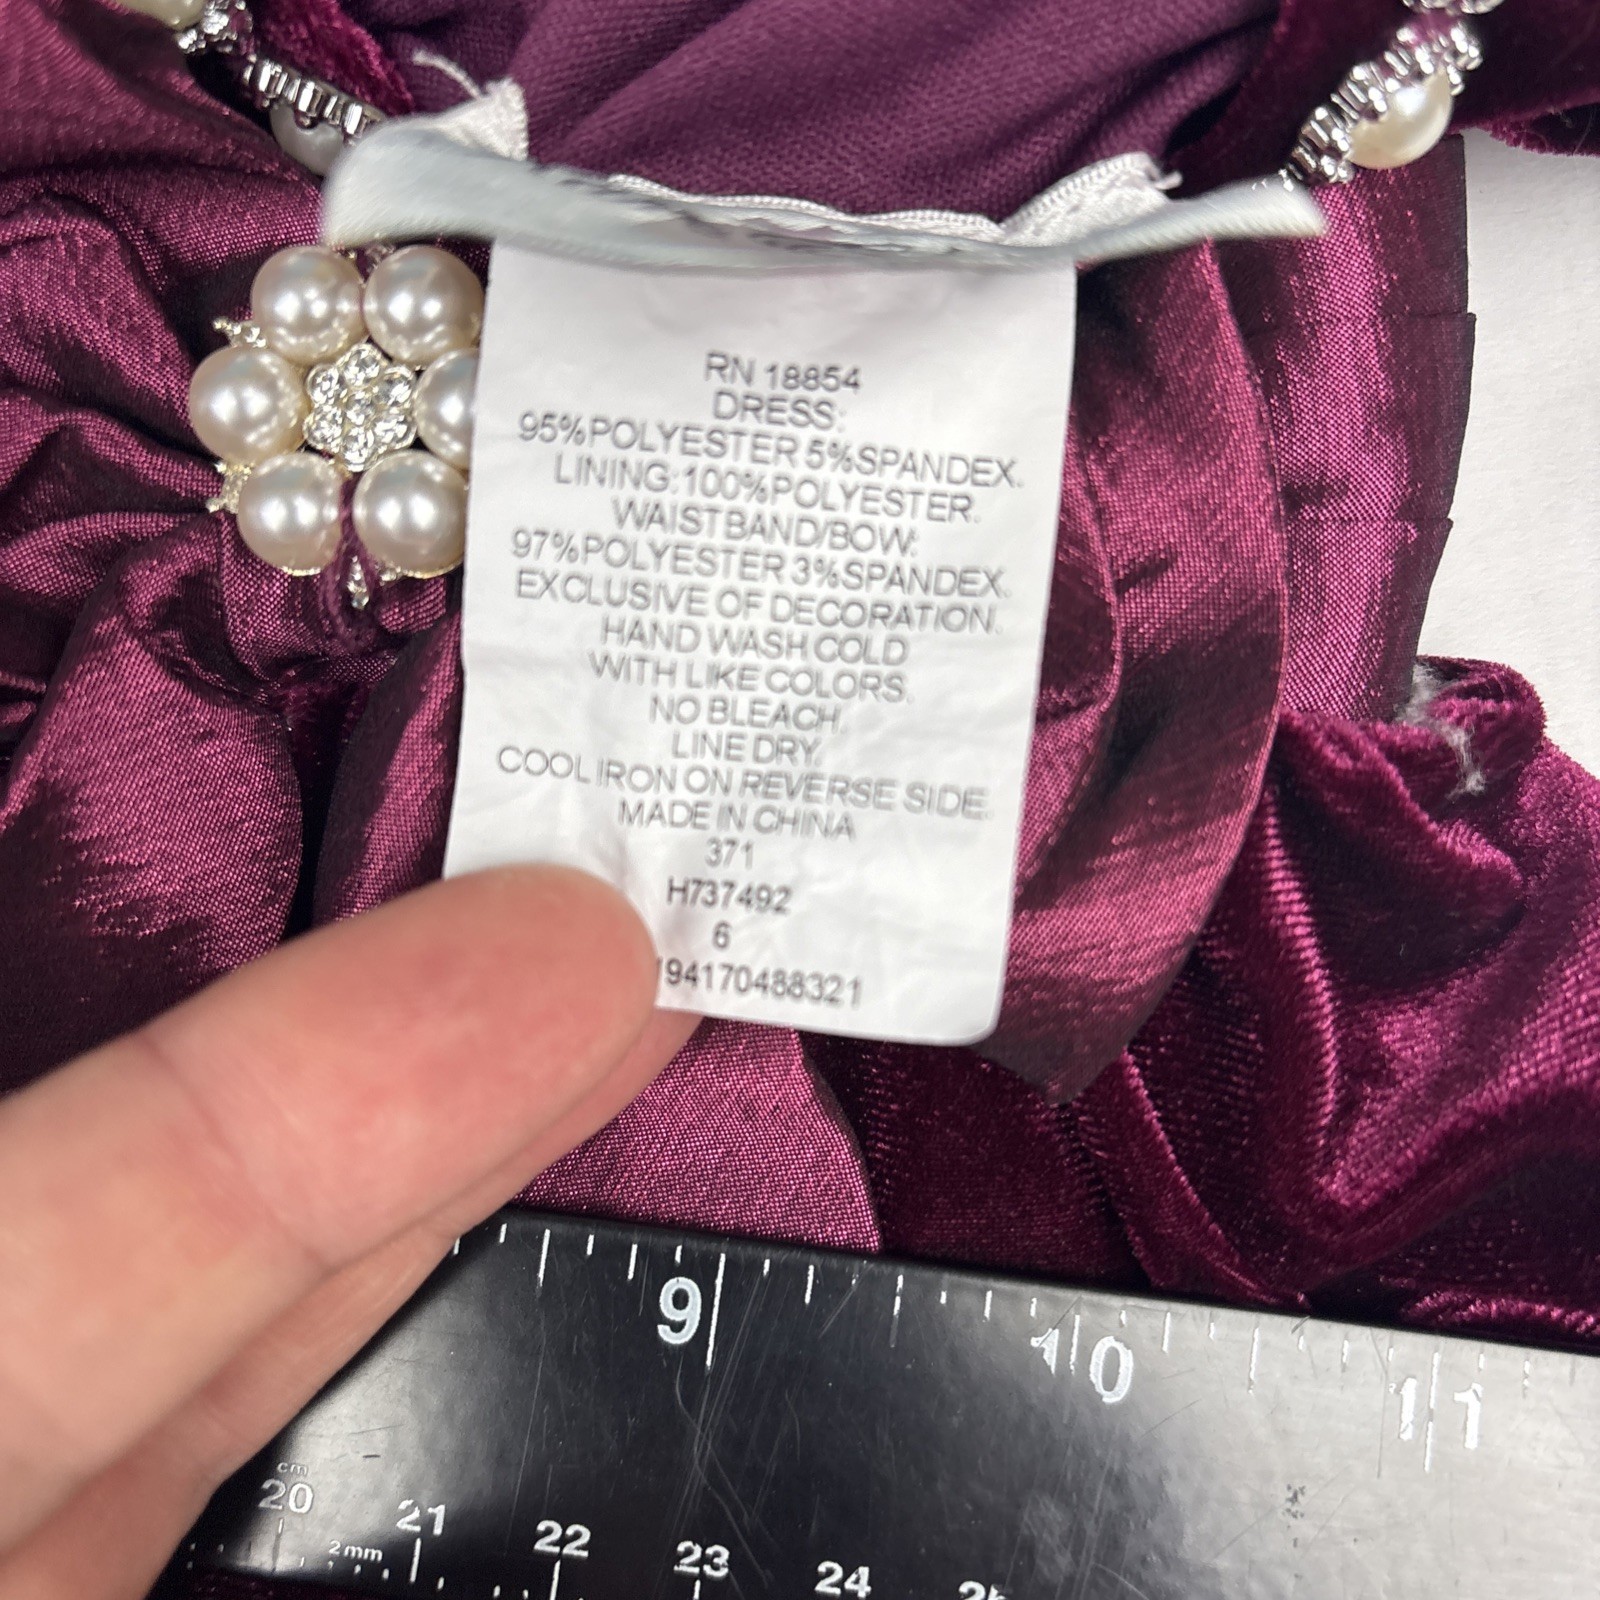 RN 18854
DRESS:
95%POLYESTER 5%SPANDEX.
LINING:100%POLYESTER.
WAISTBAND/BOW:
97%POLYESTER 3%SPANDEX.
EXCLUSIVE OF DECORATION.
HAND WASH COLD
WITH LIKE COLORS.
NO BLEACH.
LINE DRY.
COOL IRON ON REVERSE SIDE.
MADE IN CHINA
371
H737492
6
194170488321
9 10 11
cm
20 21 22 23 24
2mm